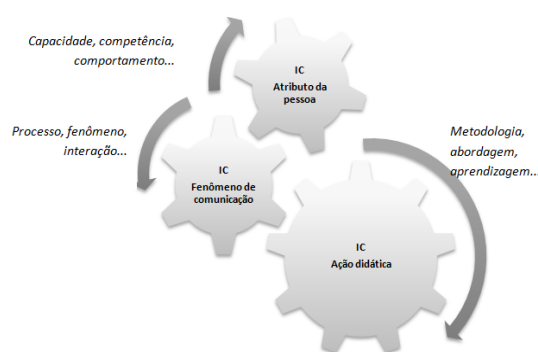 Capacidade, competência,
comportamento...
IC
Atributo da
pessoa
Processo, fenômeno,
interação...
IC
Fenômeno de
comunicação
Metodologia,
abordagem,
aprendizagem...
IC
Ação didática